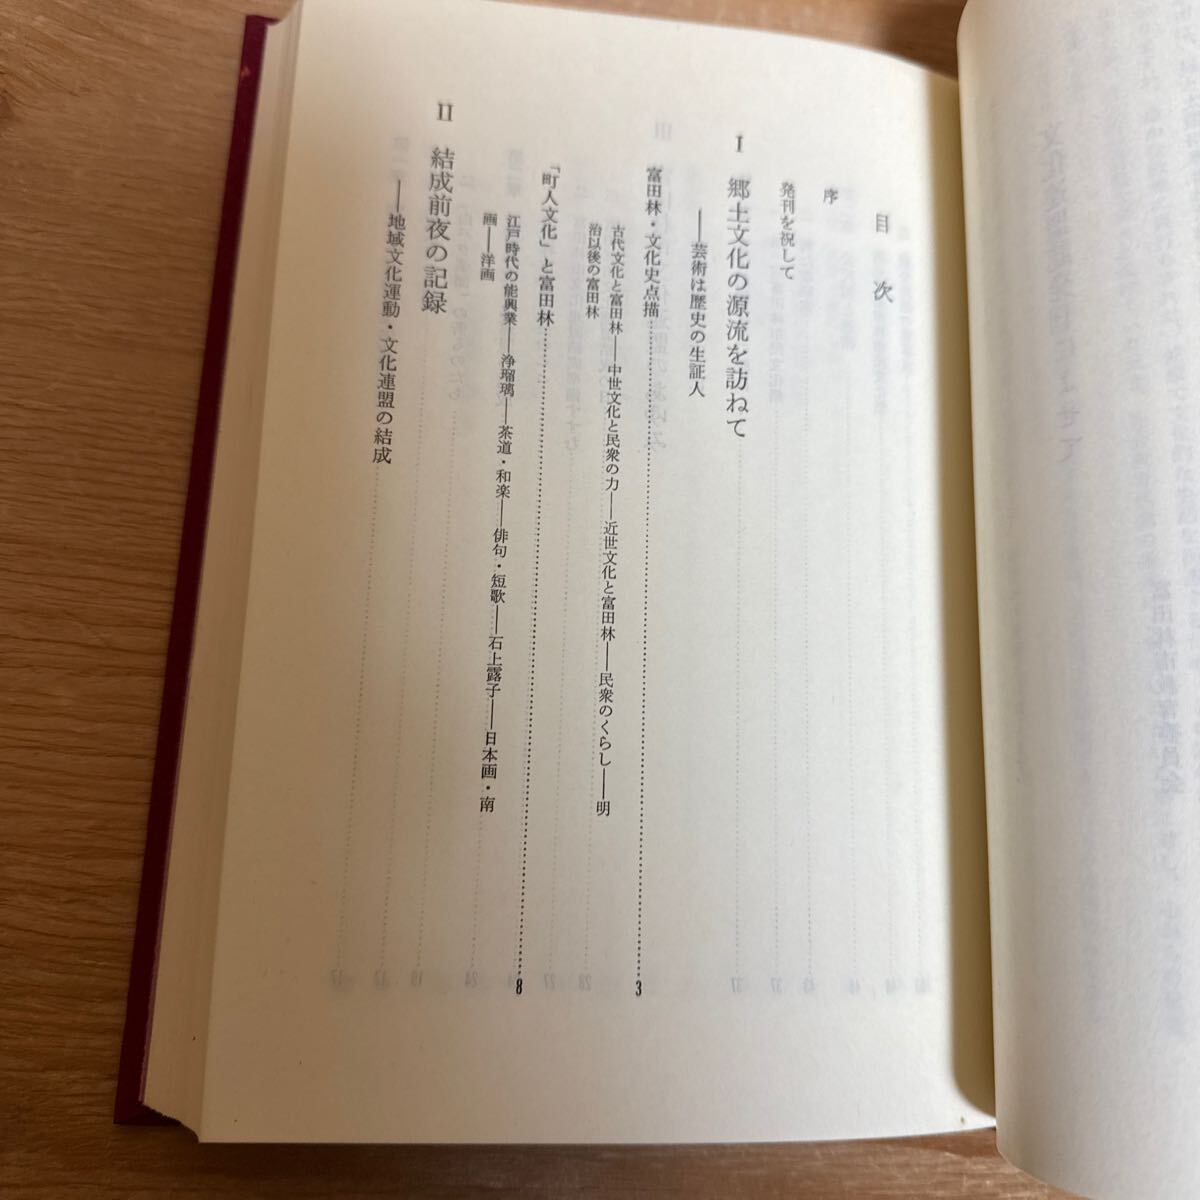 目次
序
発刊を祝して
I 郷土文化の源流を訪ねて
――芸術は歴史の生証人
富田林・文化史点描 3
古代文化と富田林――中世文化と民衆の力――近世文化と富田林――民衆のくらし――明
治以後の富田林
「町人文化」と富田林 8
江戸時代の能興業――浄瑠璃――茶道・和楽――俳句・短歌――石上露子――日本画・南
画――洋画
II 結成前夜の記録
――地域文化運動・文化連盟の結成